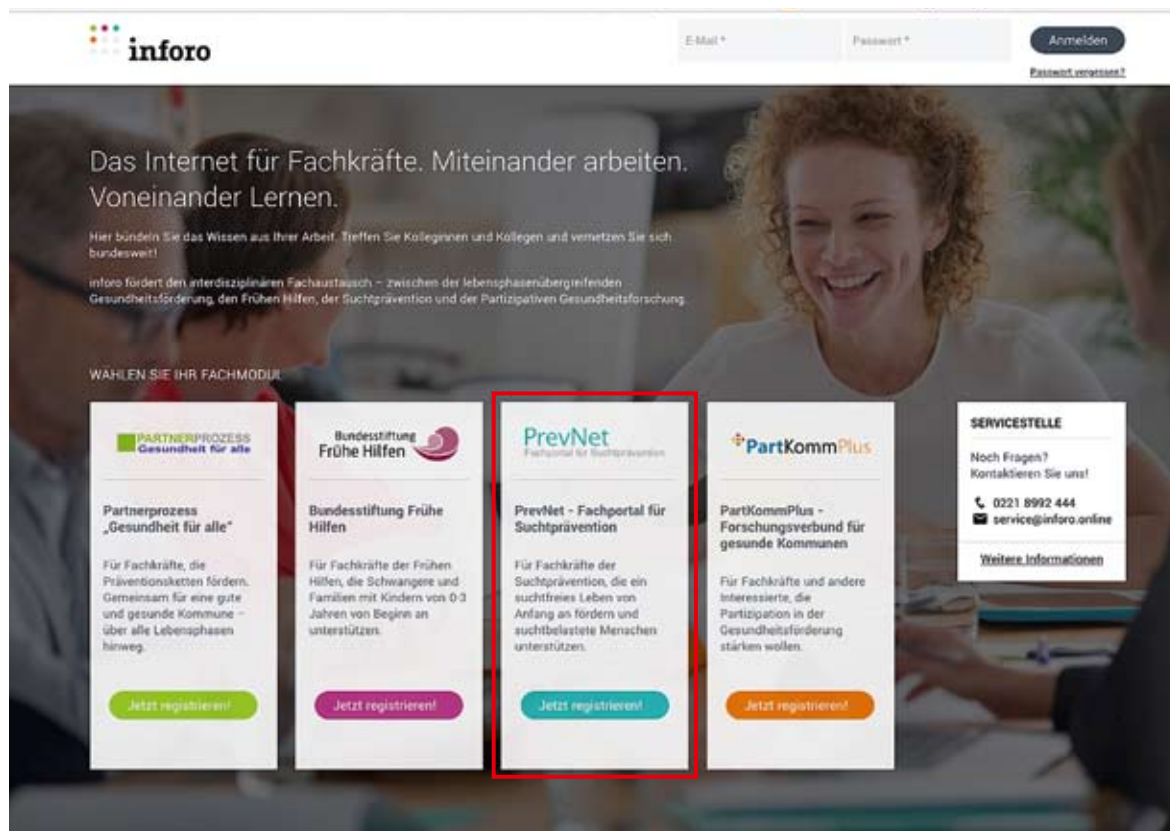 inforo
E-Mail *
Passwort *
Anmelden
Passwort vergessen?
Das Internet für Fachkräfte. Miteinander arbeiten.
Voneinander Lernen.
Hier bündeln Sie das Wissen aus Ihrer Arbeit. Treffen Sie Kolleginnen und Kollegen und vernetzen Sie sich
bundesweit!
inforo fördert den interdisziplinären Fachaustausch – zwischen der lebensphasenübergreifenden
Gesundheitsförderung, den Frühen Hilfen, der Suchtprävention und der Partizipativen Gesundheitsforschung.
WÄHLEN SIE IHR FACHMODUL
PARTNERPROZESS
Gesundheit für alle
Partnerprozess
„Gesundheit für alle“
Für Fachkräfte, die
Präventionsketten fördern.
Gemeinsam für eine gute
und gesunde Kommune –
über alle Lebensphasen
hinweg.
Jetzt registrieren!
Bundesstiftung
Frühe Hilfen
Bundesstiftung Frühe
Hilfen
Für Fachkräfte der Frühen
Hilfen, die Schwangere und
Familien mit Kindern von 0-3
Jahren von Beginn an
unterstützen.
Jetzt registrieren!
PrevNet
Fachportal für Suchtprävention
PrevNet - Fachportal für
Suchtprävention
Für Fachkräfte der
Suchtprävention, die ein
suchtfreies Leben von
Anfang an fördern und
suchtbelastete Menschen
unterstützen.
Jetzt registrieren!
PartKommPlus
PartKommPlus -
Forschungsverbund für
gesunde Kommunen
Für Fachkräfte und andere
Interessierte, die
Partizipation in der
Gesundheitsförderung
stärken wollen.
Jetzt registrieren!
SERVICESTELLE
Noch Fragen?
Kontaktieren Sie uns!
0221 8992 444
service@inforo.online
Weitere Informationen